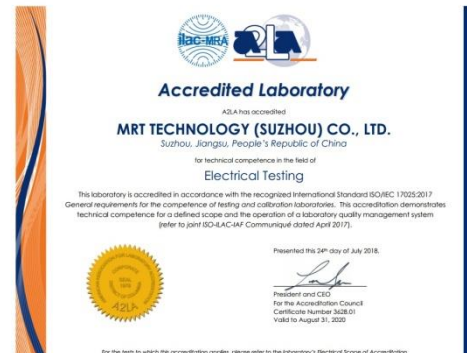 ilac-MRA A2LA
Accredited Laboratory
A2LA has accredited
MRT TECHNOLOGY (SUZHOU) CO., LTD.
Suzhou, Jiangsu, People's Republic of China
for technical competence in the field of
Electrical Testing
This laboratory is accredited in accordance with the recognized International Standard ISO/IEC 17025:2017
General requirements for the competence of testing and calibration laboratories. This accreditation demonstrates
technical competence for a defined scope and the operation of a laboratory quality management system
(refer to joint ISO-ILAC-IAF Communiqué dated April 2017).
Presented this 24th day of July 2018.
President and CEO
For the Accreditation Council
Certificate Number 3628.01
Valid to August 31, 2020
A2LA
For the tests to which this accreditation applies, please refer to the laboratory's Electrical Scope of Accreditation.